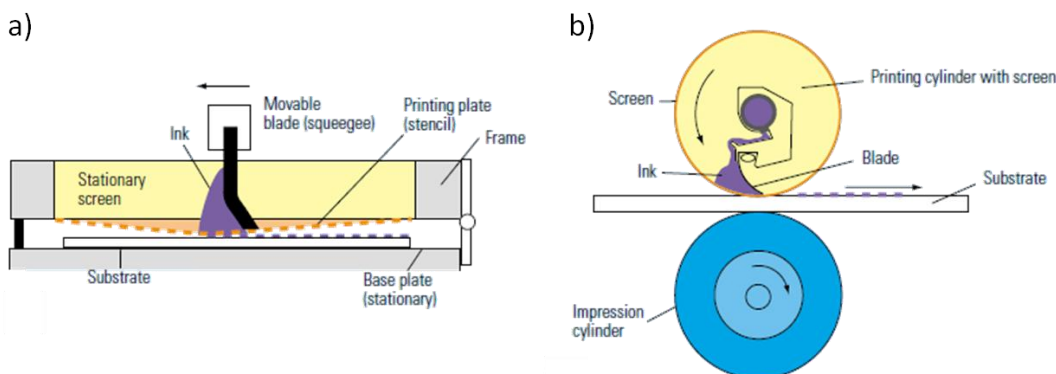 a)
Movable
blade (squeegee)
Ink
Printing plate
(stencil)
Frame
Stationary
screen
Substrate
Base plate
(stationary)
b)
Printing cylinder with screen
Screen
Ink
Blade
Substrate
Impression
cylinder